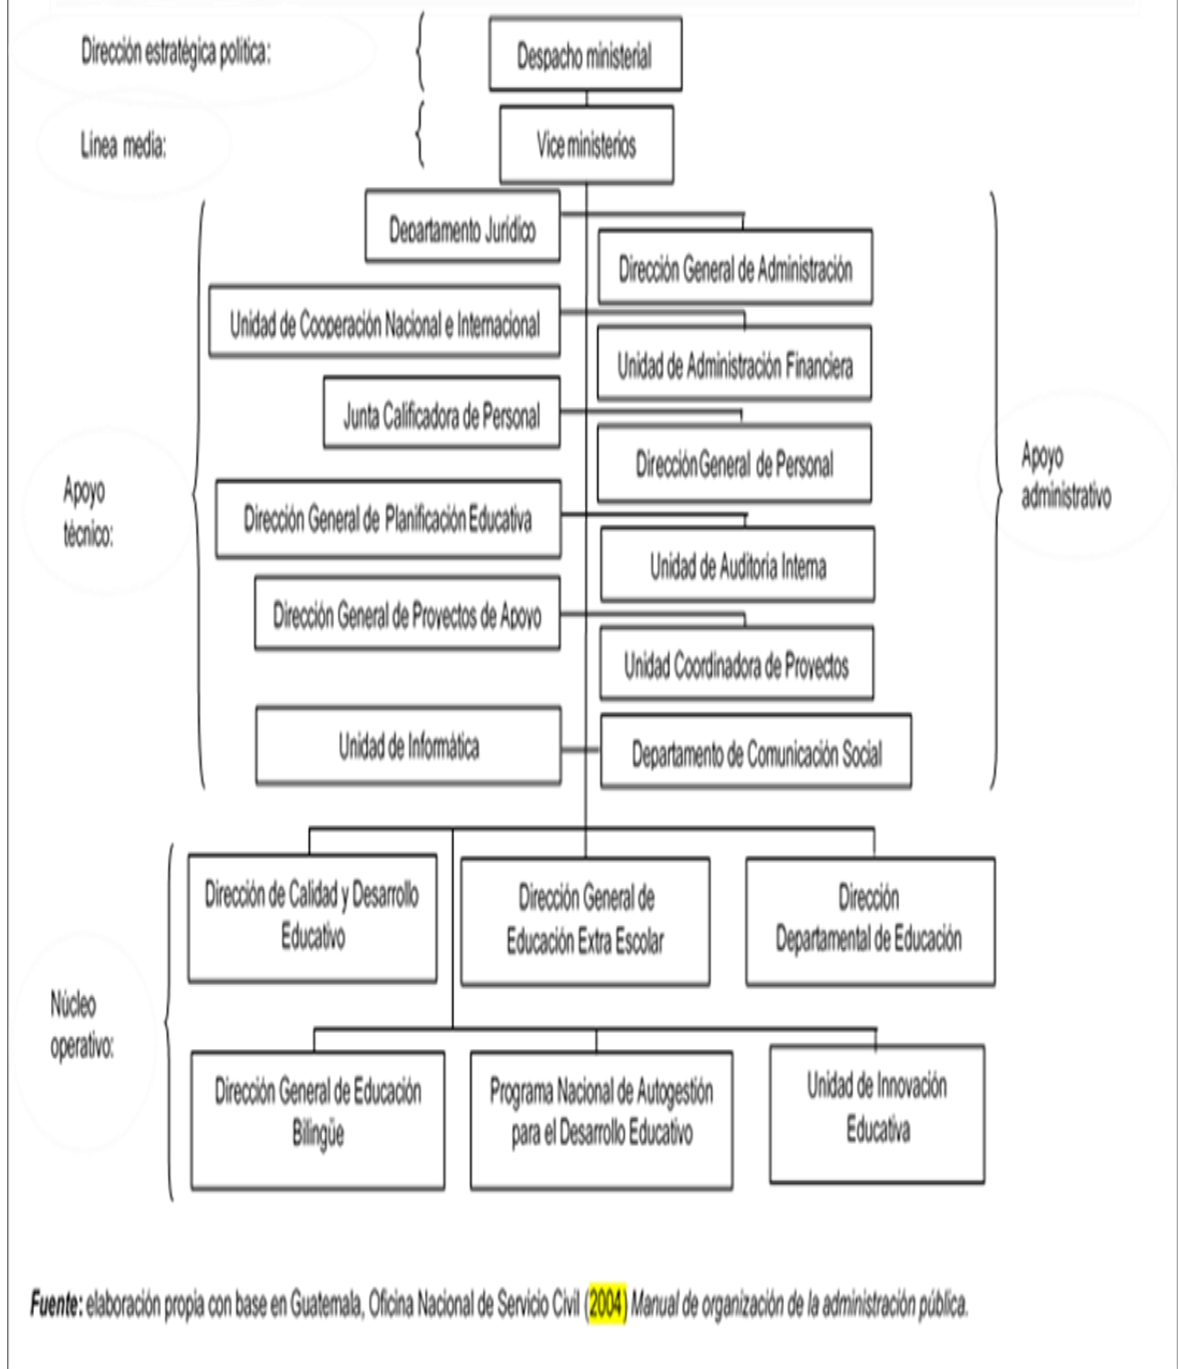 Dirección estratégica política:
Despacho ministerial
Línea media:
Vice ministerios
Departamento Jurídico
Dirección General de Administración
Unidad de Cooperación Nacional e Internacional
Unidad de Administración Financiera
Junta Calificadora de Personal
Dirección General de Personal
Apoyo
técnico:
Apoyo
administrativo
Dirección General de Planificación Educativa
Unidad de Auditoria Interna
Dirección General de Proyectos de Apoyo
Unidad Coordinadora de Proyectos
Unidad de Informática
Departamento de Comunicación Social
Núcleo
operativo:
Dirección de Calidad y Desarrollo
Educativo
Dirección General de
Educación Extra Escolar
Dirección
Departamental de Educación
Dirección General de Educación
Bilingüe
Programa Nacional de Autogestión
para el Desarrollo Educativo
Unidad de Innovación
Educativa
Fuente: elaboración propia con base en Guatemala, Oficina Nacional de Servicio Civil (2004) Manual de organización de la administración pública.